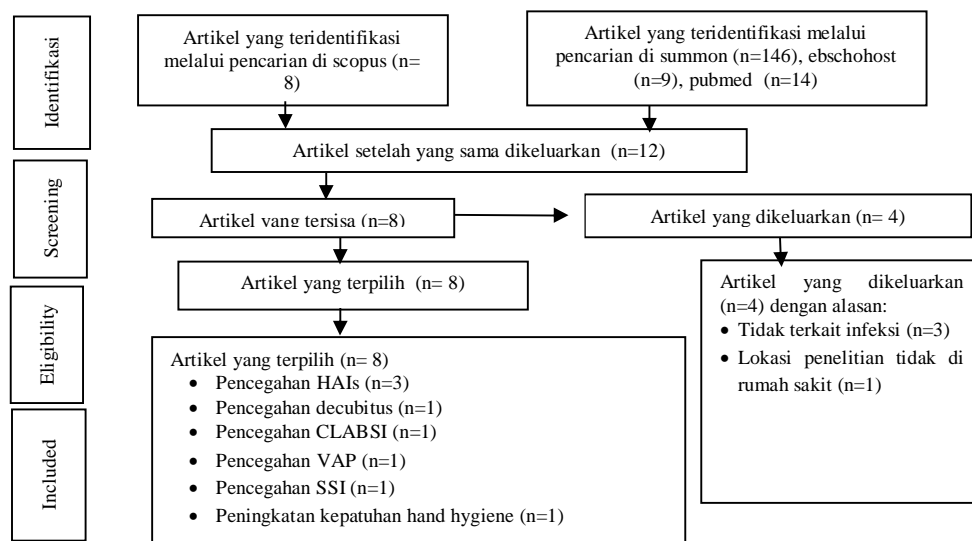 Identifikasi
Artikel yang teridentifikasi
melalui pencarian di scopus (n=
8)
Artikel yang teridentifikasi melalui
pencarian di summon (n=146), ebschohost
(n=9), pubmed (n=14)
Artikel setelah yang sama dikeluarkan (n=12)
Screening
Artikel yang tersisa (n=8)
Artikel yang dikeluarkan (n= 4)
Artikel yang terpilih (n= 8)
Eligibility
Artikel yang dikeluarkan
(n=4) dengan alasan:
• Tidak terkait infeksi (n=3)
• Lokasi penelitian tidak di
rumah sakit (n=1)
Artikel yang terpilih (n= 8)
• Pencegahan HAIs (n=3)
• Pencegahan decubitus (n=1)
• Pencegahan CLABSI (n=1)
• Pencegahan VAP (n=1)
• Pencegahan SSI (n=1)
• Peningkatan kepatuhan hand hygiene (n=1)
Included